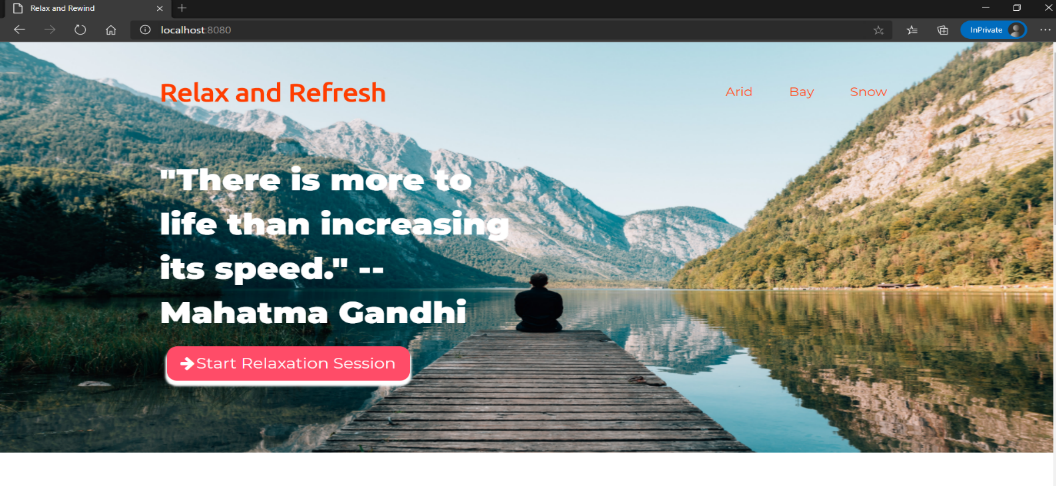 Relax and Rewind
localhost:8080
InPrivate
Relax and Refresh
Arid Bay Snow
"There is more to
life than increasing
its speed." --
Mahatma Gandhi
Start Relaxation Session